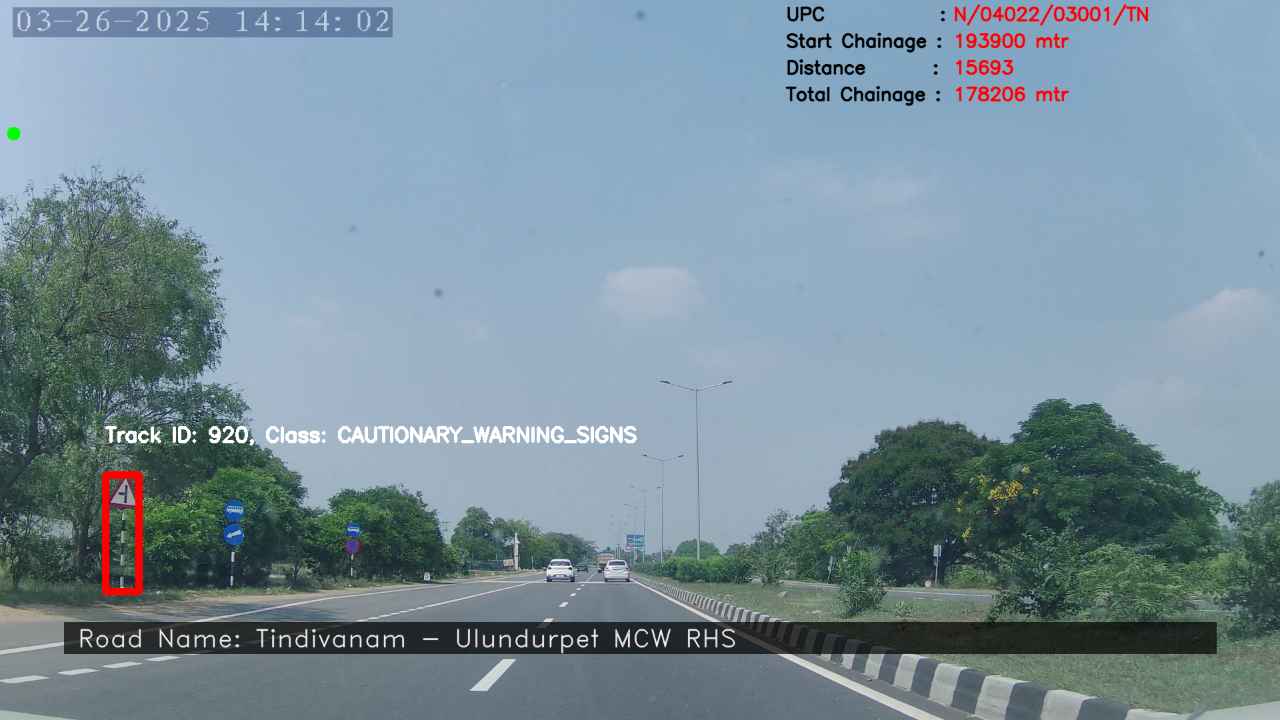 03-26-2025 14:14:02
UPC : N/04022/03001/TN
Start Chainage : 193900 mtr
Distance : 15693
Total Chainage : 178206 mtr
Track ID: 920, Class: CAUTIONARY_WARNING_SIGNS
Road Name: Tindivanam - Ulundurpet MCW RHS